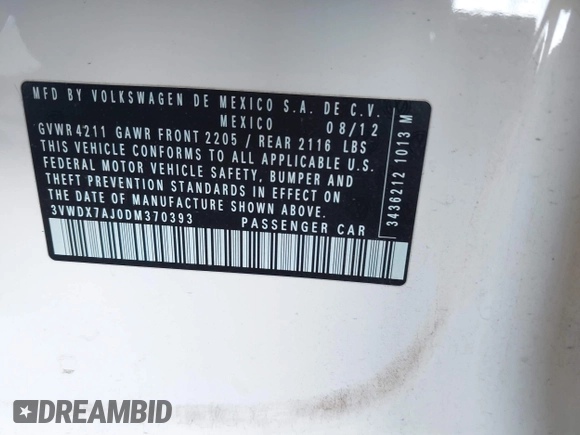 MFD BY VOLKSWAGEN DE MEXICO S.A. DE C.V.
MEXICO 08/12
GVWR 4211 GAWR FRONT 2205 / REAR 2116 LBS
THIS VEHICLE CONFORMS TO ALL APPLICABLE U.S.
FEDERAL MOTOR VEHICLE SAFETY, BUMPER AND
THEFT PREVENTION STANDARDS IN EFFECT ON
THE DATE OF MANUFACTURE SHOWN ABOVE.
3VWDX7AJ0DM370393 PASSENGER CAR
3436212 1013 M
DREAMBID